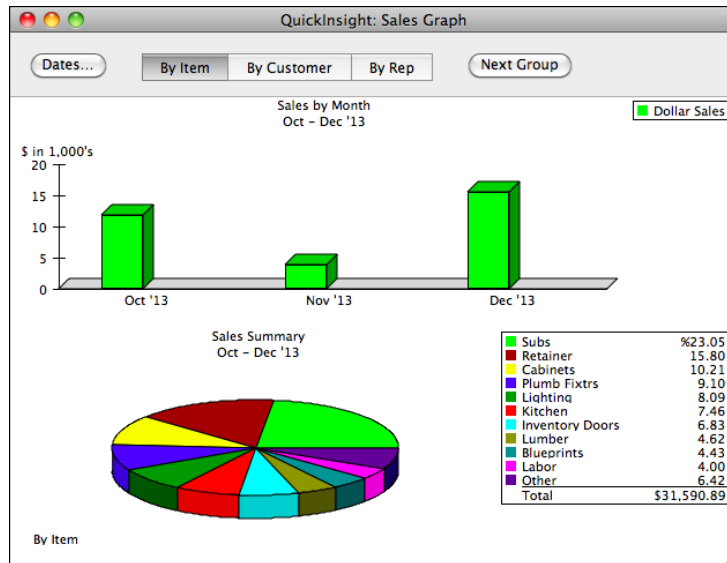 QuickInsight: Sales Graph
Dates...
By Item
By Customer
By Rep
Next Group
Sales by Month
Oct - Dec '13
Dollar Sales
$ in 1,000's
20
15
10
5
0
Oct '13
Nov '13
Dec '13
Sales Summary
Oct - Dec '13
Subs %23.05
Retainer 15.80
Cabinets 10.21
Plumb Fixtrs 9.10
Lighting 8.09
Kitchen 7.46
Inventory Doors 6.83
Lumber 4.62
Blueprints 4.43
Labor 4.00
Other 6.42
Total $31,590.89
By Item